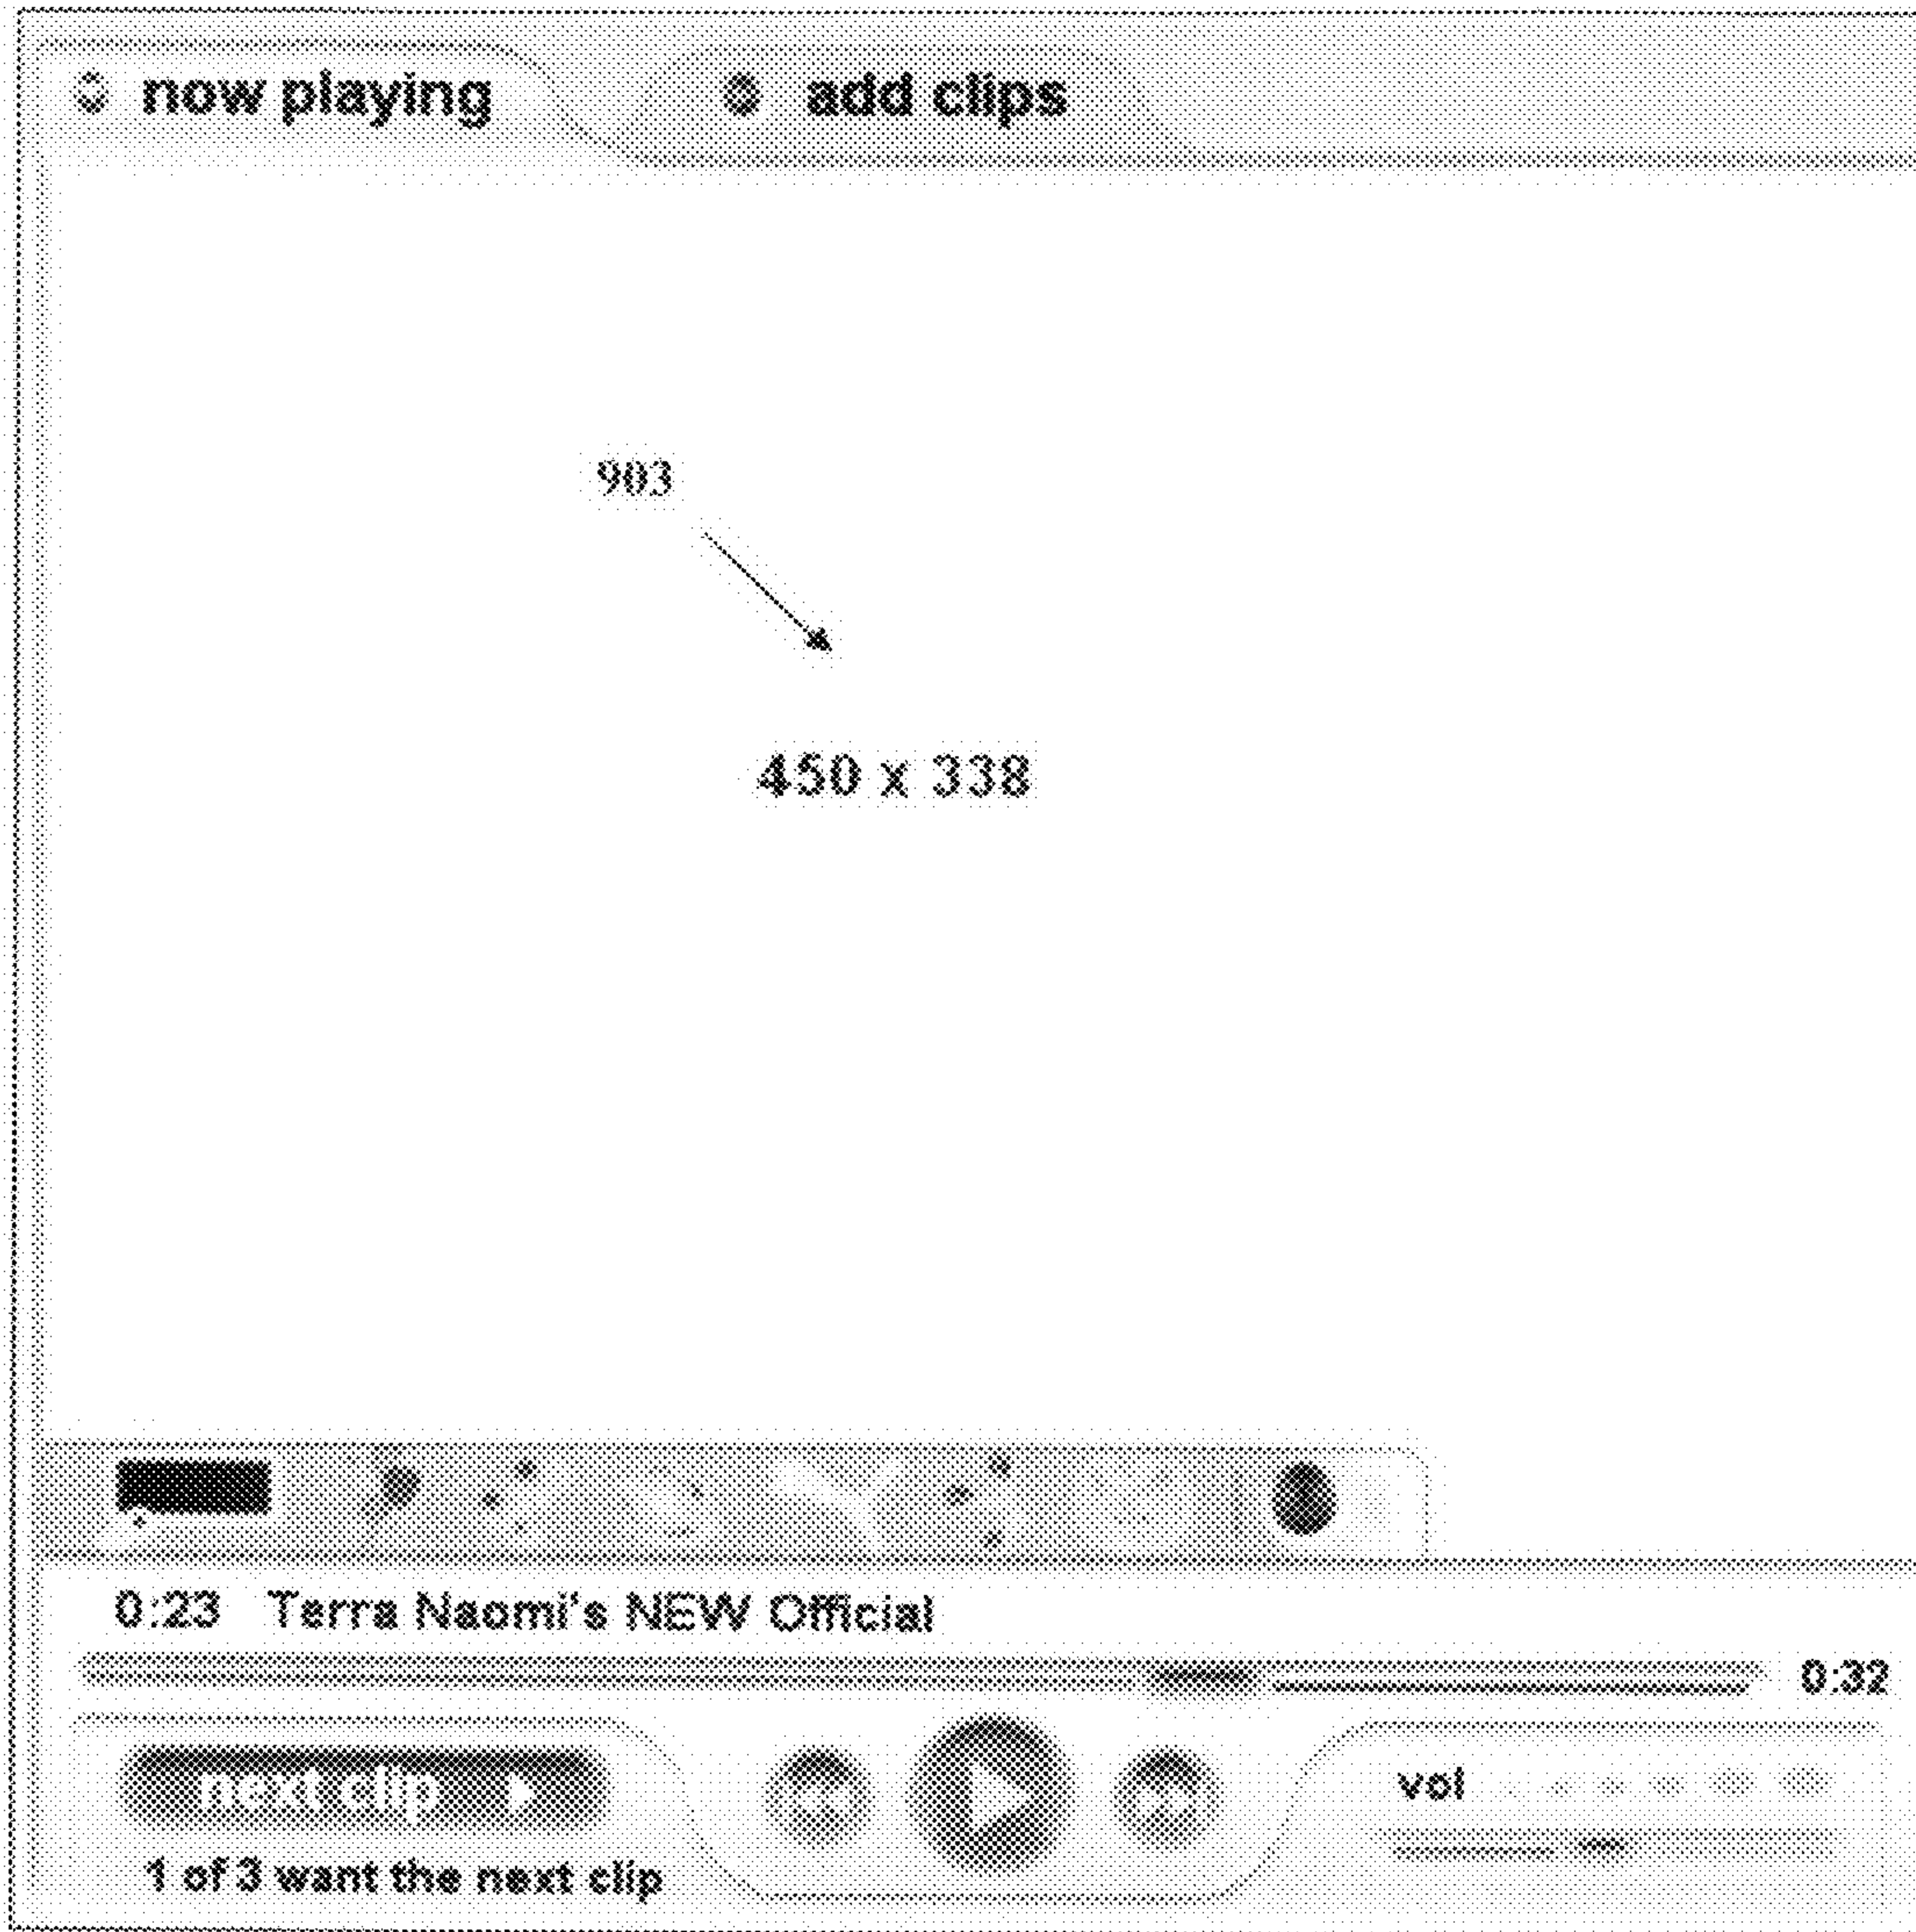 now playing
add clips
903
450 x 338
0:23 Terra Naomi's NEW Official
0:32
next clip
vol
1 of 3 want the next clip